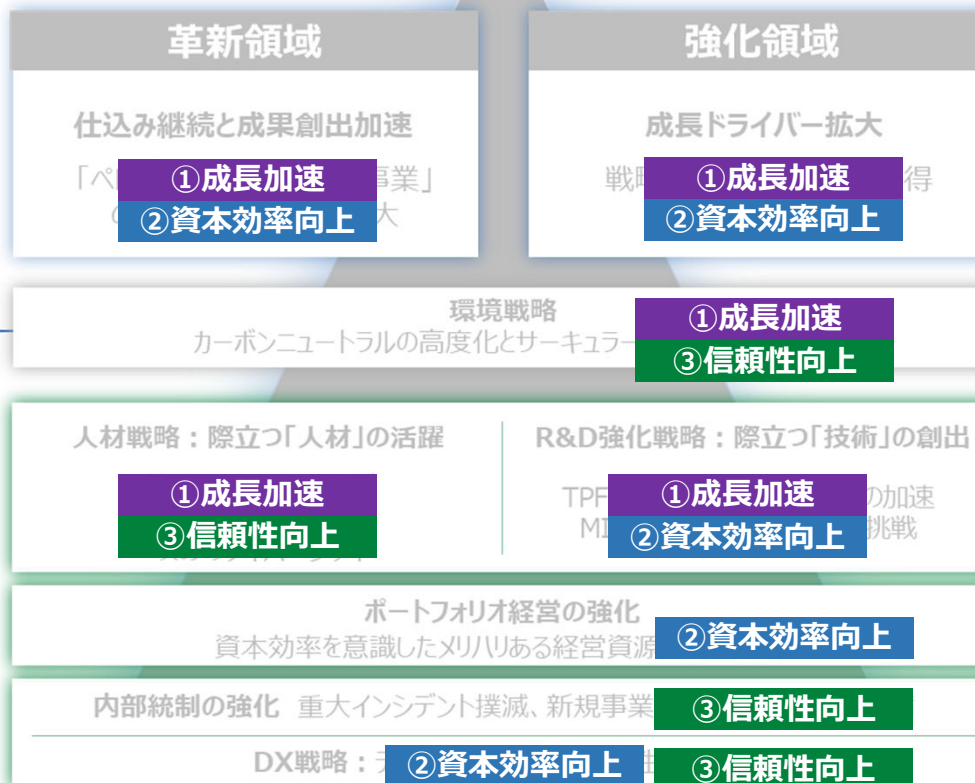 革新領域
仕込み継続と成果創出加速
「ペ 事業」
①成長加速
②資本効率向上
大
強化領域
成長ドライバー拡大
戦 得
①成長加速
②資本効率向上
環境戦略
カーボンニュートラルの高度化とサーキュラー
①成長加速
③信頼性向上
人材戦略：際立つ「人材」の活躍
①成長加速
③信頼性向上
R&D強化戦略：際立つ「技術」の創出
TPF の加速
MI 挑戦
①成長加速
②資本効率向上
ポートフォリオ経営の強化
資本効率を意識したメリハリある経営資源
②資本効率向上
内部統制の強化 重大インシデント撲滅、新規事業
③信頼性向上
DX戦略：
②資本効率向上
③信頼性向上